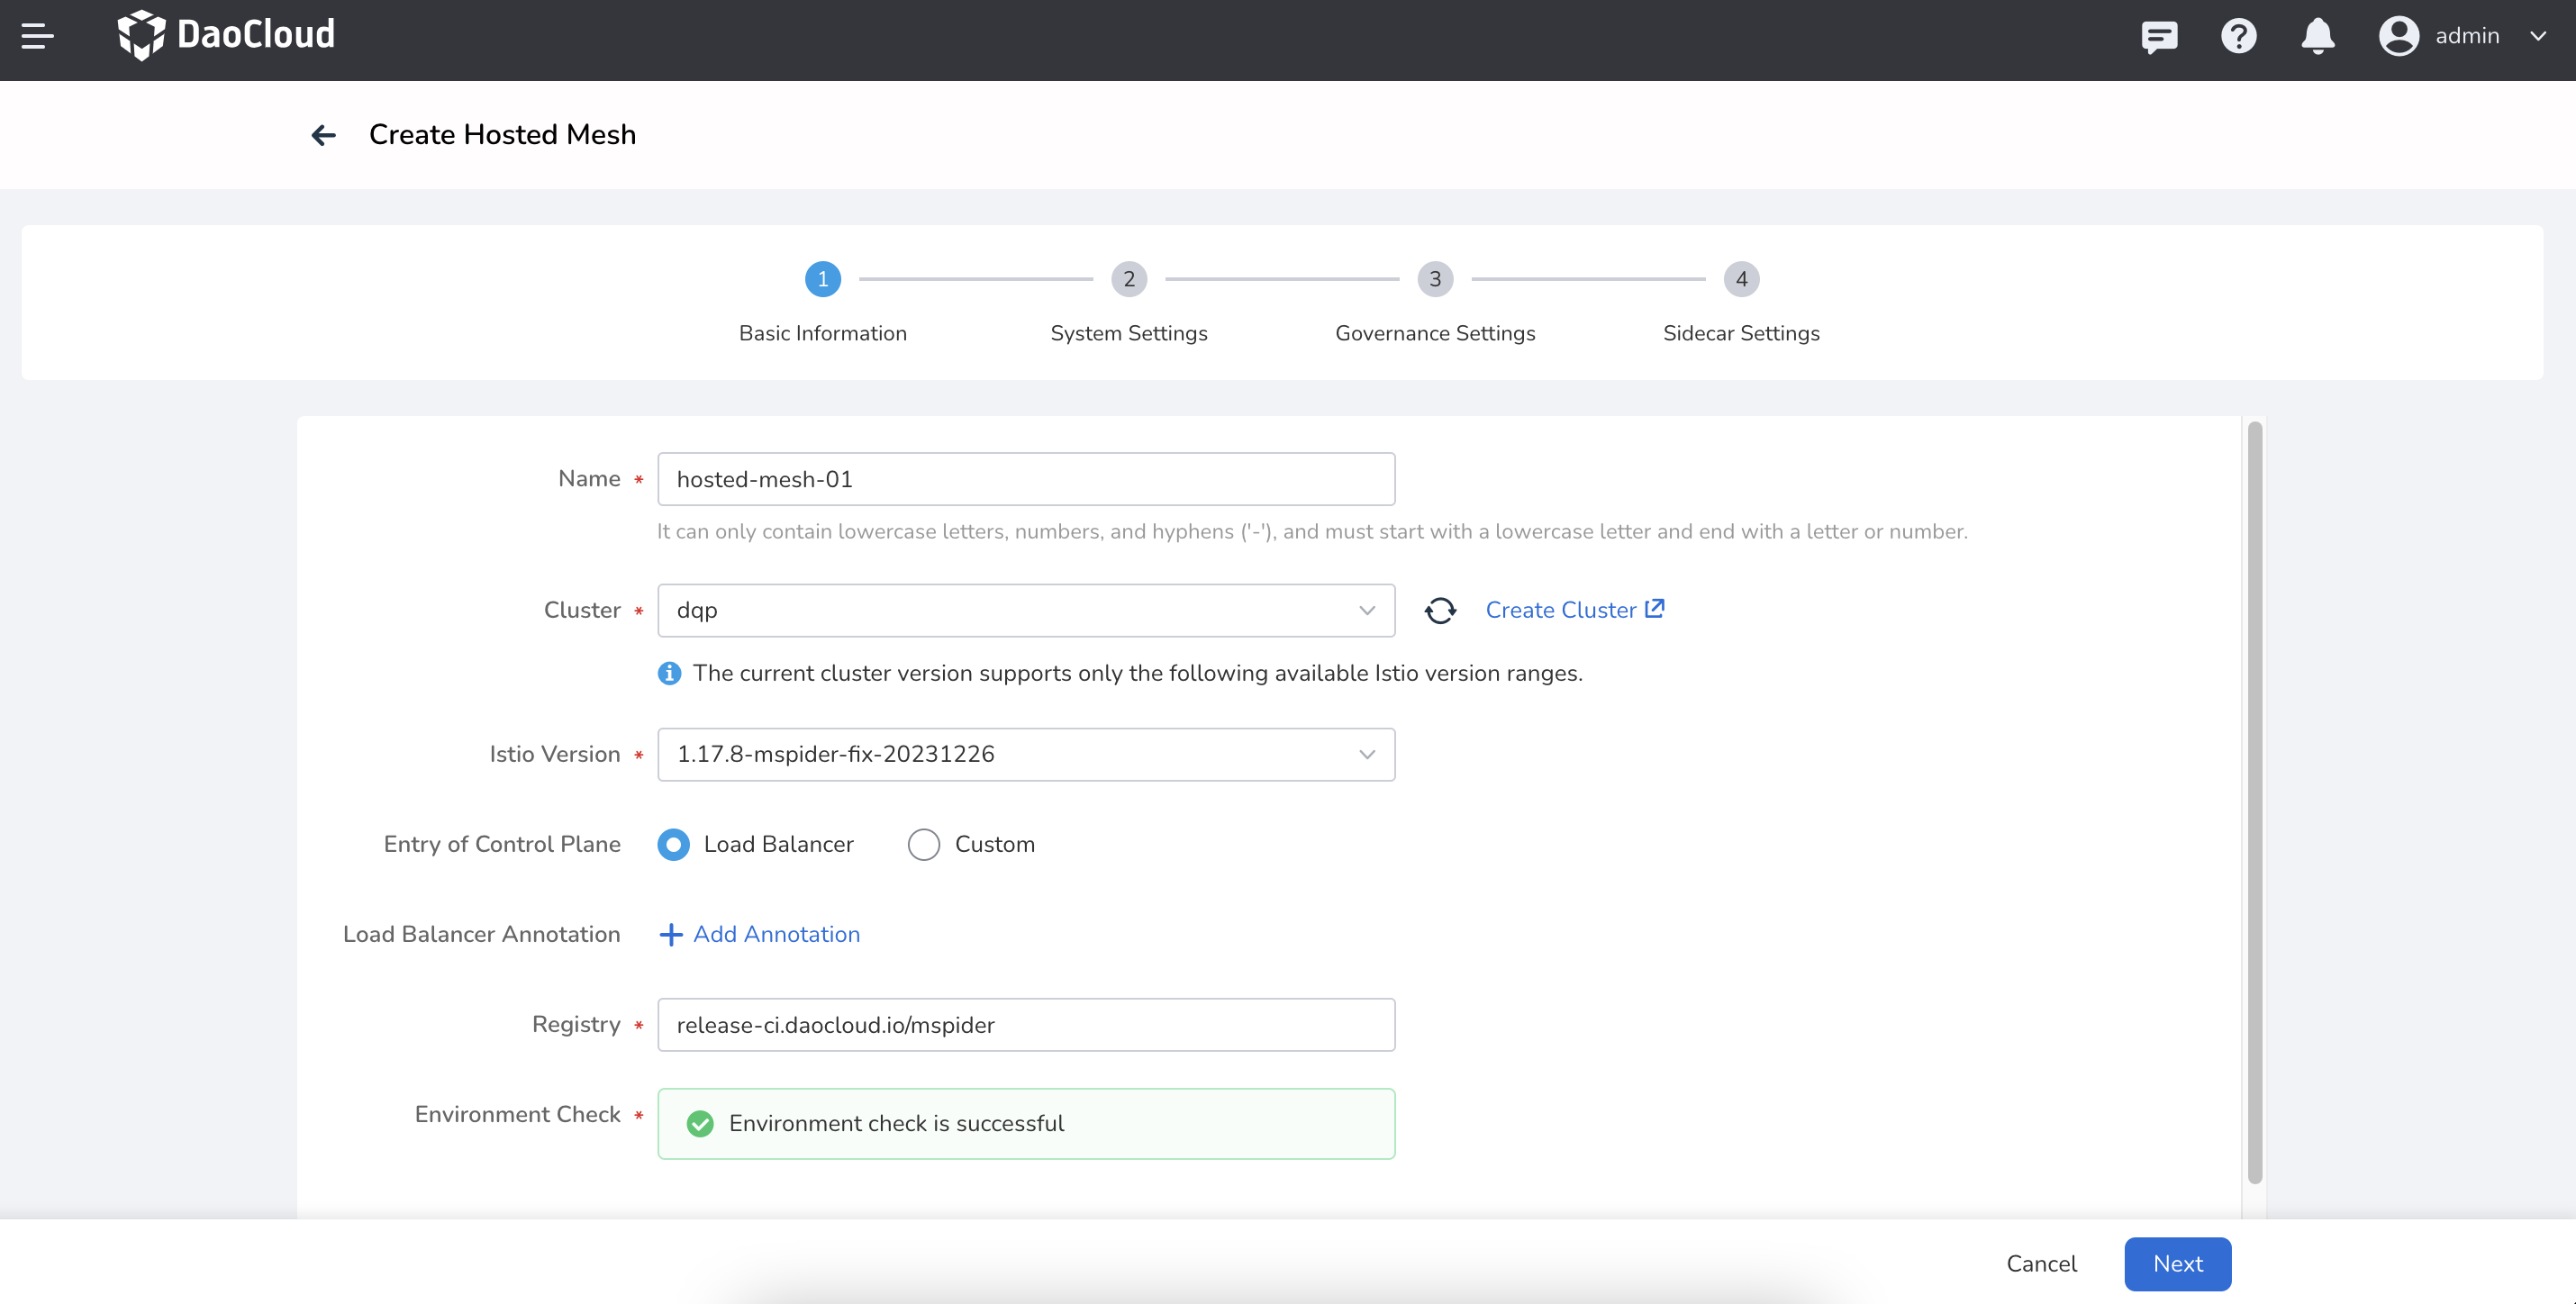 DaoCloud
admin
Create Hosted Mesh
1 2 3 4
Basic Information System Settings Governance Settings Sidecar Settings
Name * hosted-mesh-01
It can only contain lowercase letters, numbers, and hyphens ('-'), and must start with a lowercase letter and end with a letter or number.
Cluster * dqp Create Cluster
The current cluster version supports only the following available Istio version ranges.
Istio Version * 1.17.8-mspider-fix-20231226
Entry of Control Plane Load Balancer Custom
Load Balancer Annotation + Add Annotation
Registry * release-ci.daocloud.io/mspider
Environment Check * Environment check is successful
Cancel Next